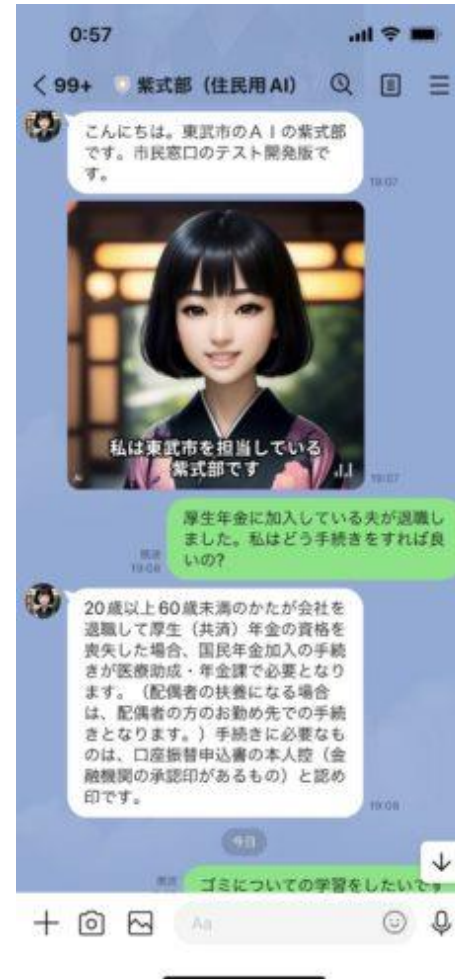 0:57
99+ 紫式部（住民用AI）
こんにちは。東武市のAIの紫式部
です。市民窓口のテスト開発版で
す。
19:07
私は東武市を担当している
紫式部です
19:07
厚生年金に加入している夫が退職し
ました。私はどう手続きをすれば良
いの?
既読
19:08
20歳以上60歳未満のかたが会社を
退職して厚生（共済）年金の資格を
喪失した場合、国民年金加入の手続
きが医療助成・年金課で必要となり
ます。（配偶者の扶養になる場合
は、配偶者の方のお勤め先での手続
きとなります。）手続きに必要なも
のは、口座振替申込書の本人控（金
融機関の承認印があるもの）と認め
印です。
19:08
今日
既読
ゴミについての学習をしたいです
Aa